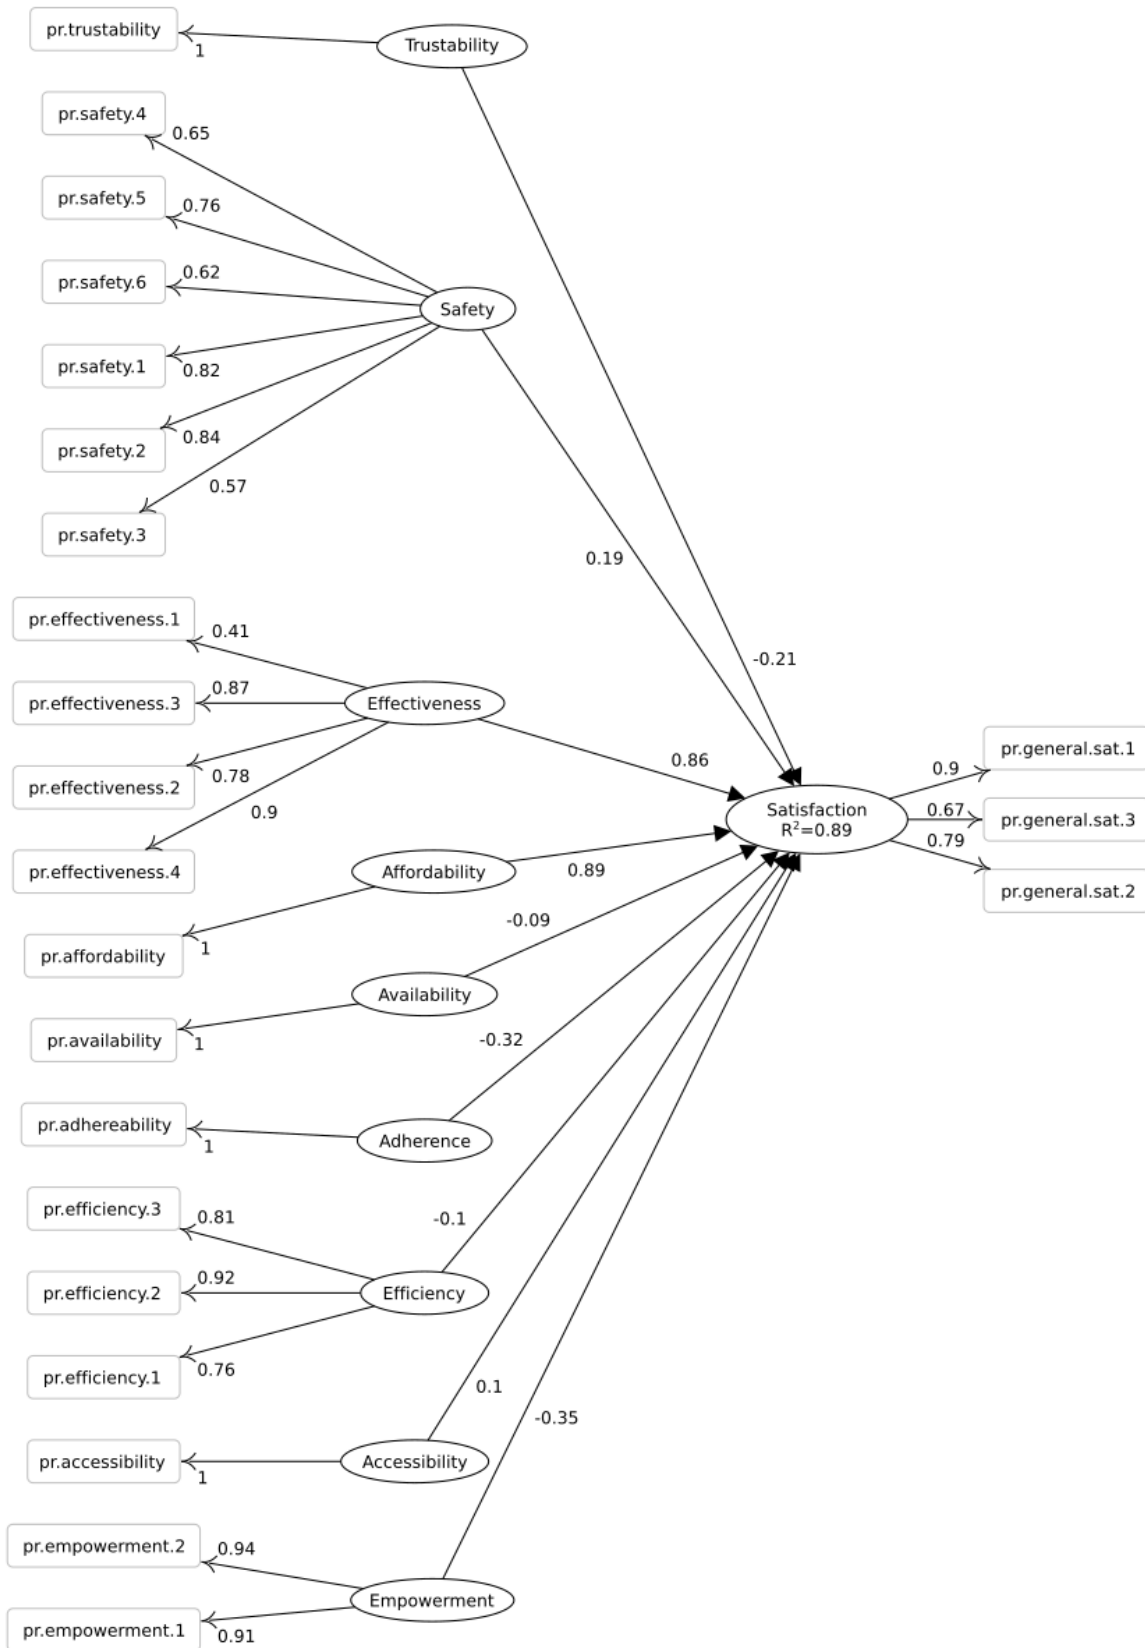 pr.trustability
1
Trustability
pr.safety.4
0.65
pr.safety.5
0.76
pr.safety.6
0.62
Safety
pr.safety.1
0.82
pr.safety.2
0.84
pr.safety.3
0.57
0.19
-0.21
pr.effectiveness.1
0.41
pr.effectiveness.3
0.87
Effectiveness
pr.effectiveness.2
0.78
0.9
pr.effectiveness.4
0.86
Satisfaction
R²=0.89
0.9
pr.general.sat.1
0.67
pr.general.sat.3
0.79
pr.general.sat.2
Affordability
0.89
pr.affordability
1
-0.09
Availability
pr.availability
1
-0.32
pr.adhereability
1
Adherence
pr.efficiency.3
0.81
-0.1
pr.efficiency.2
0.92
Efficiency
pr.efficiency.1
0.76
0.1
-0.35
pr.accessibility
1
Accessibility
pr.empowerment.2
0.94
Empowerment
pr.empowerment.1
0.91